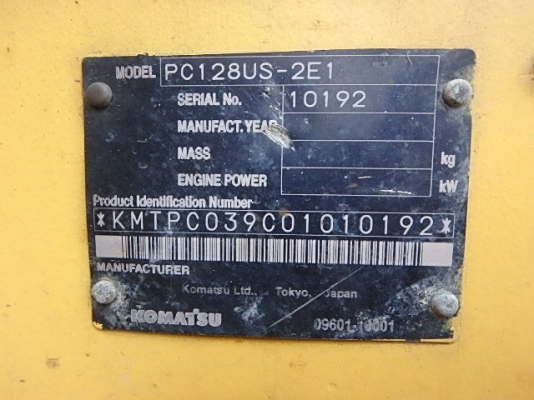 MODEL PC128US-2E1
SERIAL No. 10192
MANUFACT.YEAR
MASS kg
ENGINE POWER kW
Product Identification Number
*KMTPC039C01010192*
MANUFACTURER
Komatsu Ltd., Tokyo, Japan
KOMATSU